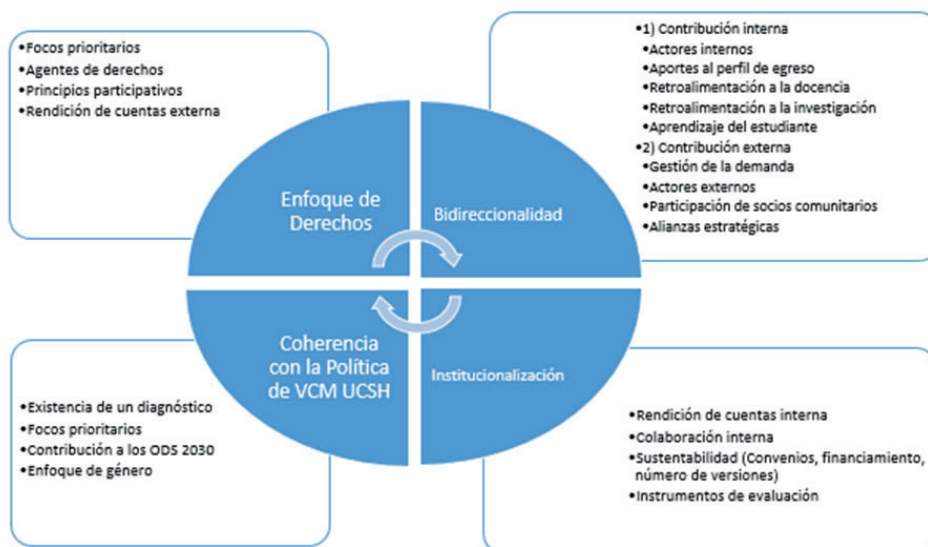 •Focos prioritarios
•Agentes de derechos
•Principios participativos
•Rendición de cuentas externa
•1) Contribución interna
•Actores internos
•Aportes al perfil de egreso
•Retroalimentación a la docencia
•Retroalimentación a la investigación
•Aprendizaje del estudiante
•2) Contribución externa
•Gestión de la demanda
•Actores externos
•Participación de socios comunitarios
•Alianzas estratégicas
Enfoque de
Derechos
Bidireccionalidad
Coherencia
con la Política
de VCM UCSH
Institucionalización
•Existencia de un diagnóstico
•Focos prioritarios
•Contribución a los ODS 2030
•Enfoque de género
•Rendición de cuentas interna
•Colaboración interna
•Sustentabilidad (Convenios, financiamiento,
número de versiones)
•Instrumentos de evaluación